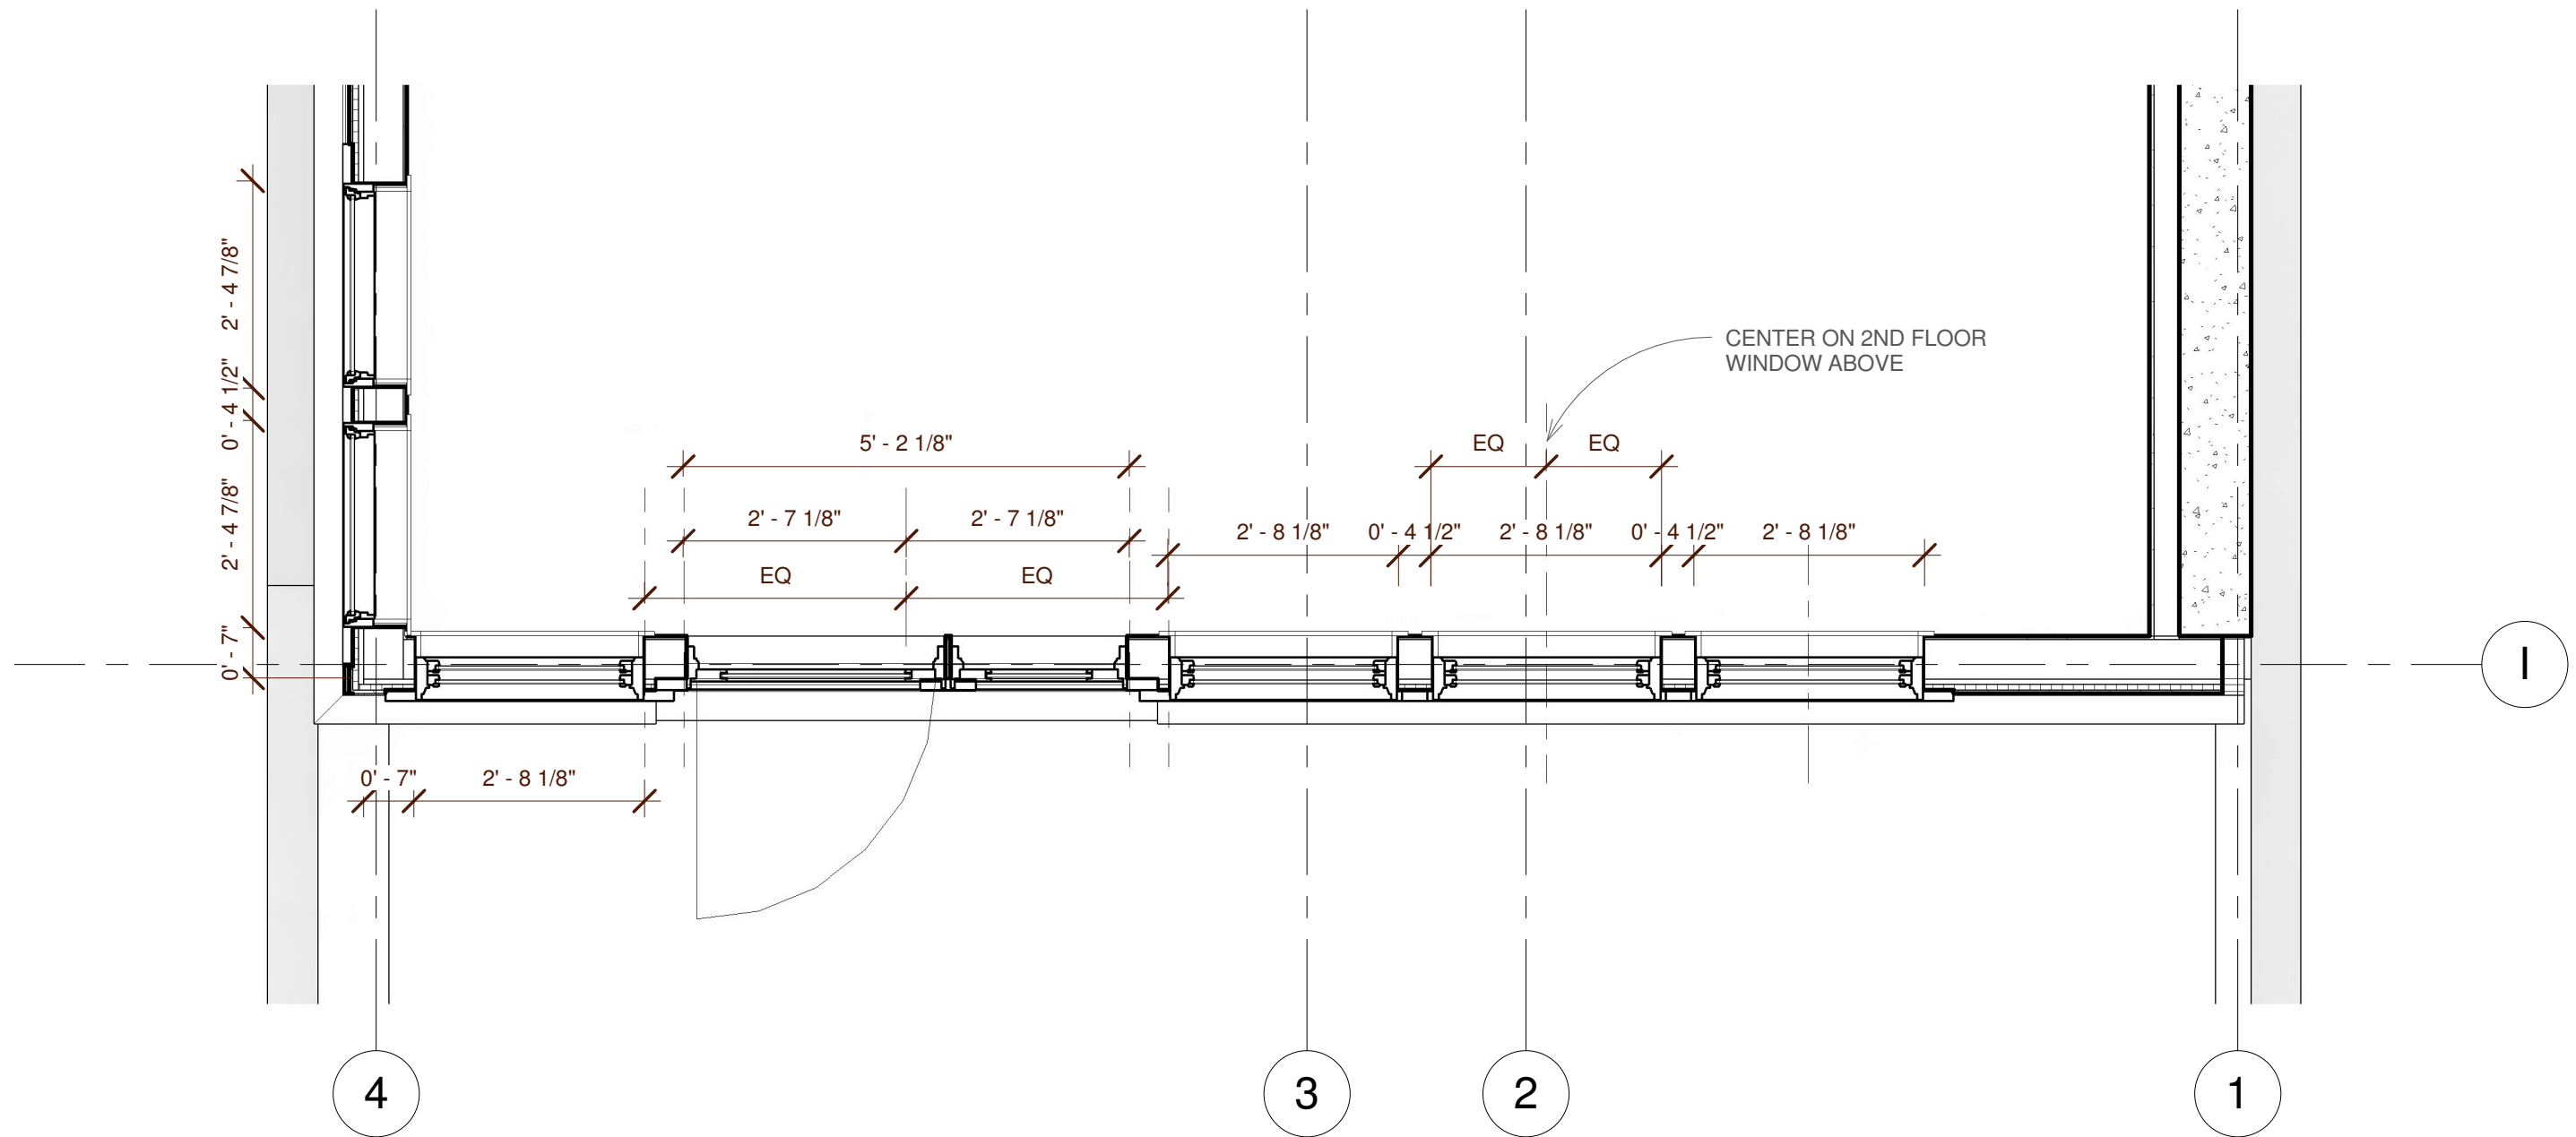 CENTER ON 2ND FLOOR
WINDOW ABOVE
2' - 4 7/8"
0' - 4 1/2"
2' - 4 7/8"
0' - 7"
5' - 2 1/8"
EQ EQ
2' - 7 1/8" 2' - 7 1/8"
2' - 8 1/8" 0' - 4 1/2" 2' - 8 1/8" 0' - 4 1/2" 2' - 8 1/8"
EQ EQ
I
0' - 7" 2' - 8 1/8"
4 3 2 1